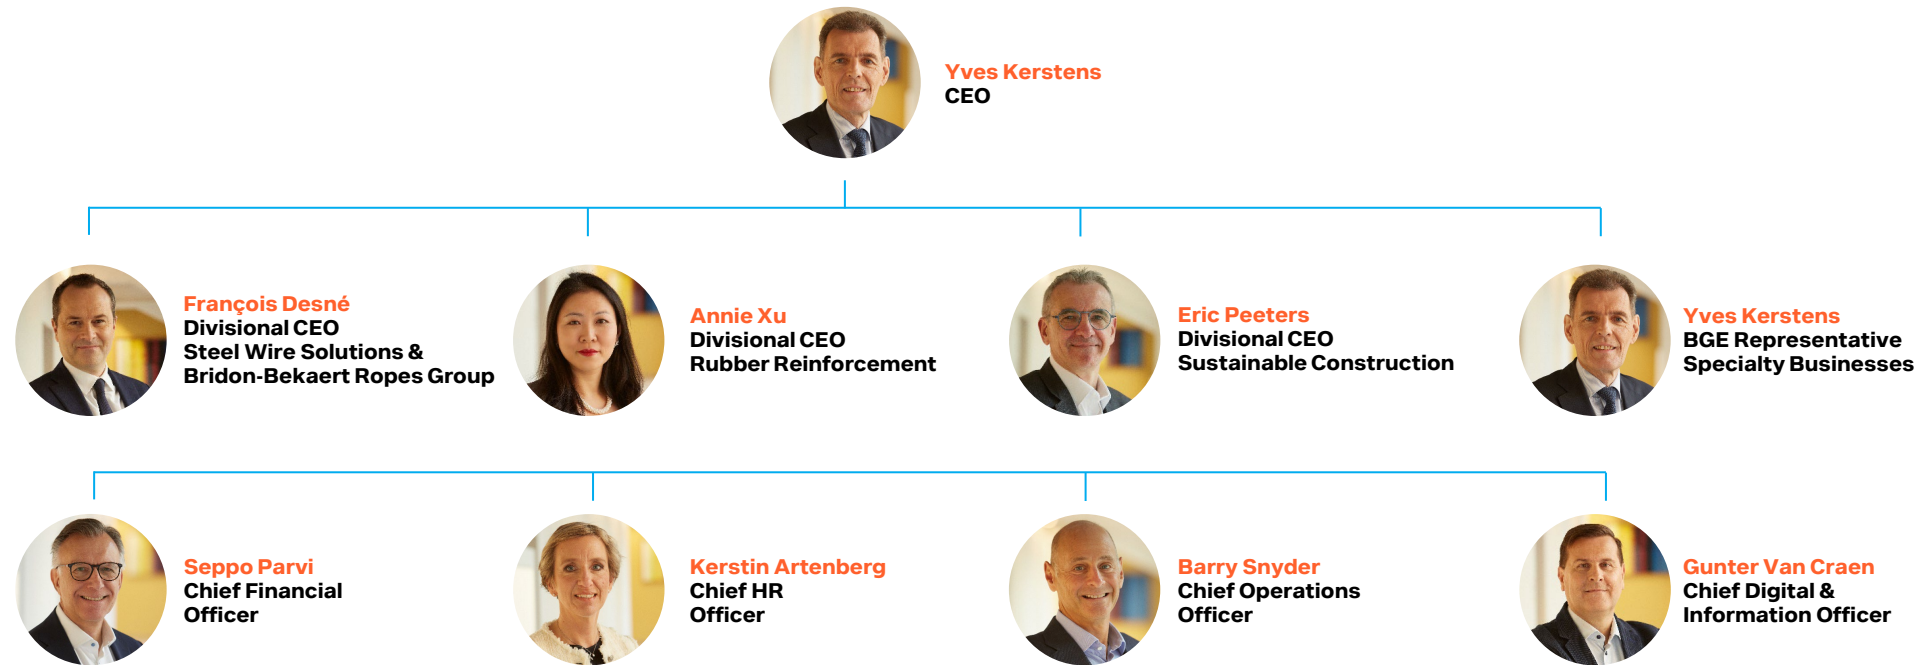 Yves Kerstens
CEO
François Desné
Divisional CEO
Steel Wire Solutions &
Bridon-Bekaert Ropes Group
Annie Xu
Divisional CEO
Rubber Reinforcement
Eric Peeters
Divisional CEO
Sustainable Construction
Yves Kerstens
BGE Representative
Specialty Businesses
Seppo Parvi
Chief Financial
Officer
Kerstin Artenberg
Chief HR
Officer
Barry Snyder
Chief Operations
Officer
Gunter Van Craen
Chief Digital &
Information Officer